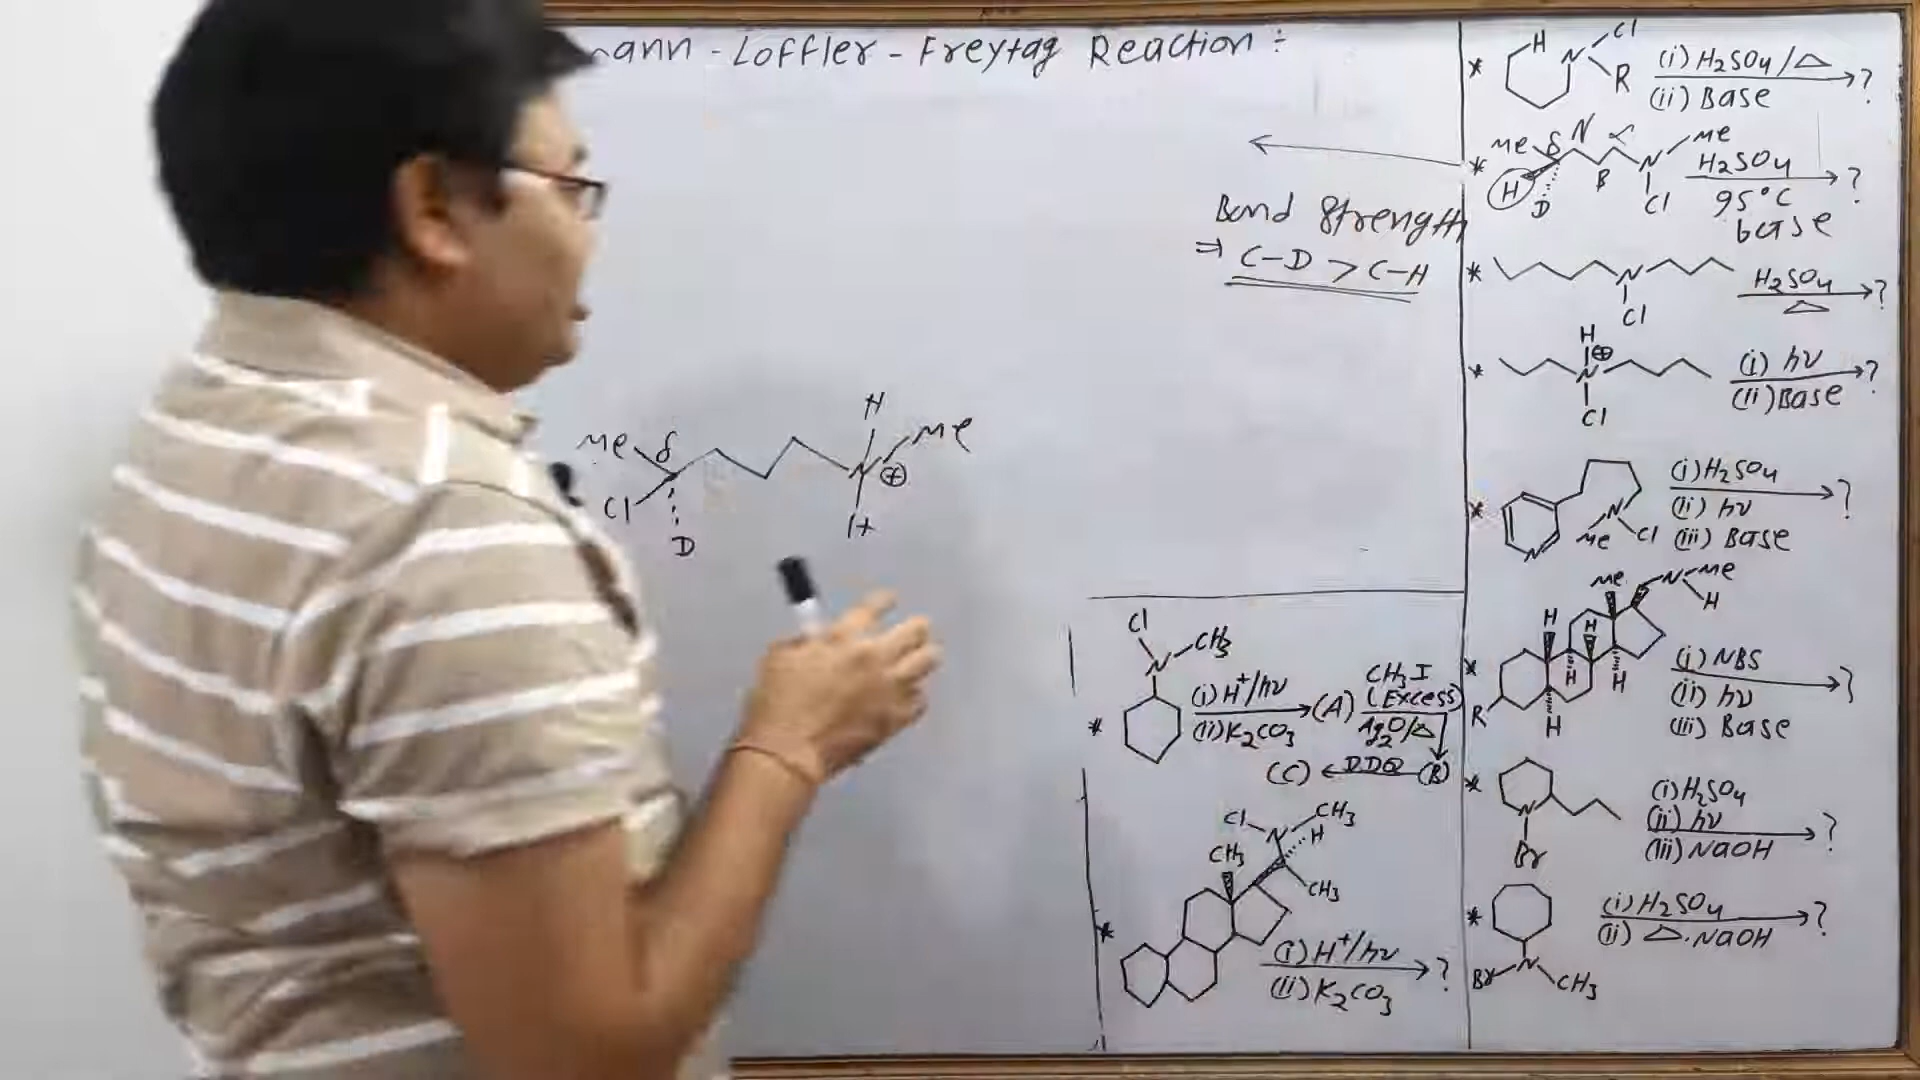 mann - Loffler - Freytag Reaction :
Bond Strength
⇒ C-D > C-H
Me δ
Cl
D
H
N ⊕ Me
H
* H N Cl R (i) H2SO4/△ → ?
(ii) Base
* Me δ γ α β N Me H2SO4 → ?
H D Cl 95°C
base
* N H2SO4 → ?
Cl △
H
* N ⊕ (i) hν → ?
Cl (ii) Base
* N Me N Cl (i) H2SO4 → ?
(ii) hν
(iii) Base
* Me N Me H
H H H H H R
(i) NBS → ?
(ii) hν
(iii) Base
* N Br (i) H2SO4
(ii) hν → ?
(iii) NaOH
* Br N CH3 (i) H2SO4 → ?
(ii) △. NaOH
* Cl N CH3 (i) H+/hν → (A) CH3I
(ii) K2CO3 (Excess)
Ag2O/△
(C) ← DDQ (B)
* Cl N CH3 H
CH3 CH3
(i) H+/hν → ?
(ii) K2CO3